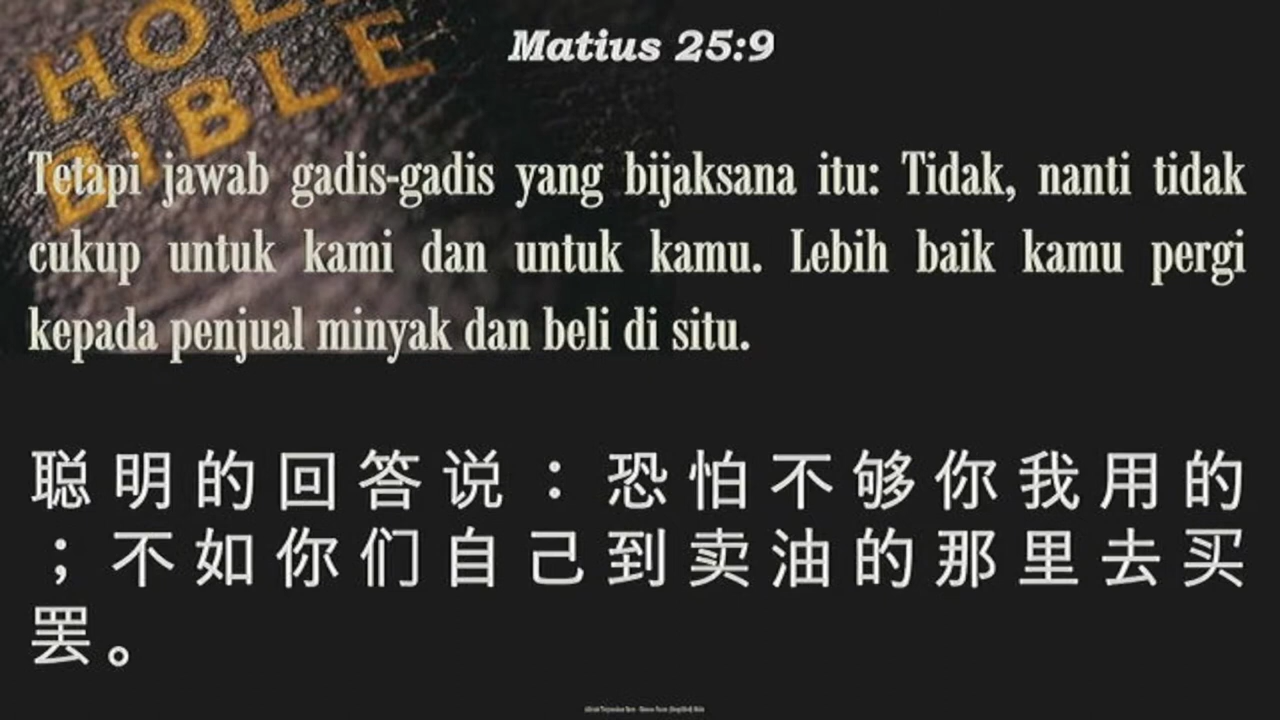 HOL
BIBLE
Matius 25:9
Tetapi jawab gadis-gadis yang bijaksana itu: Tidak, nanti tidak
cukup untuk kami dan untuk kamu. Lebih baik kamu pergi
kepada penjual minyak dan beli di situ.
聪明的回答说：恐怕不够你我用的
；不如你们自己到卖油的那里去买
罢。